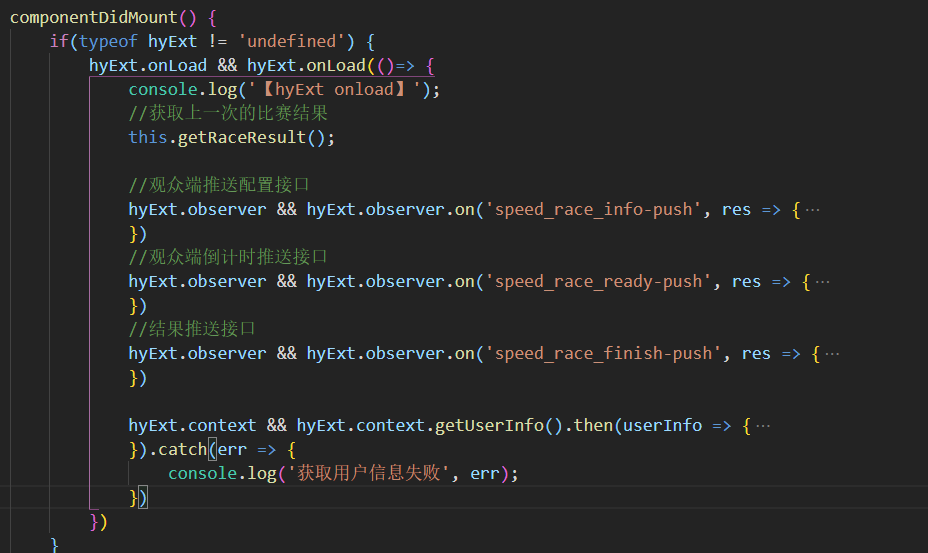 componentDidMount() {
if(typeof hyExt != 'undefined') {
hyExt.onLoad && hyExt.onLoad(()=> {
console.log('【hyExt onload】');
//获取上一次的比赛结果
this.getRaceResult();
//观众端推送配置接口
hyExt.observer && hyExt.observer.on('speed_race_info-push', res => {…
})
//观众端倒计时推送接口
hyExt.observer && hyExt.observer.on('speed_race_ready-push', res => {…
})
//结果推送接口
hyExt.observer && hyExt.observer.on('speed_race_finish-push', res => {…
})
hyExt.context && hyExt.context.getUserInfo().then(userInfo => {…
}).catch(err => {
console.log('获取用户信息失败', err);
})
})
}